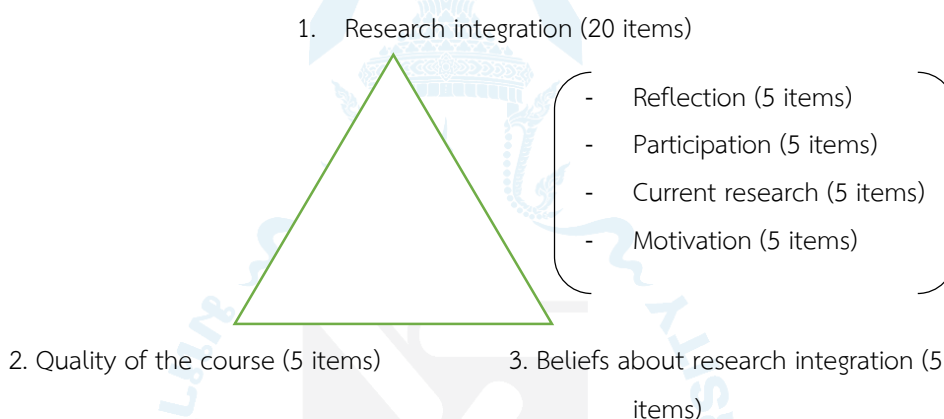 1. Research integration (20 items)
- Reflection (5 items)
- Participation (5 items)
- Current research (5 items)
- Motivation (5 items)
2. Quality of the course (5 items)
3. Beliefs about research integration (5
items)